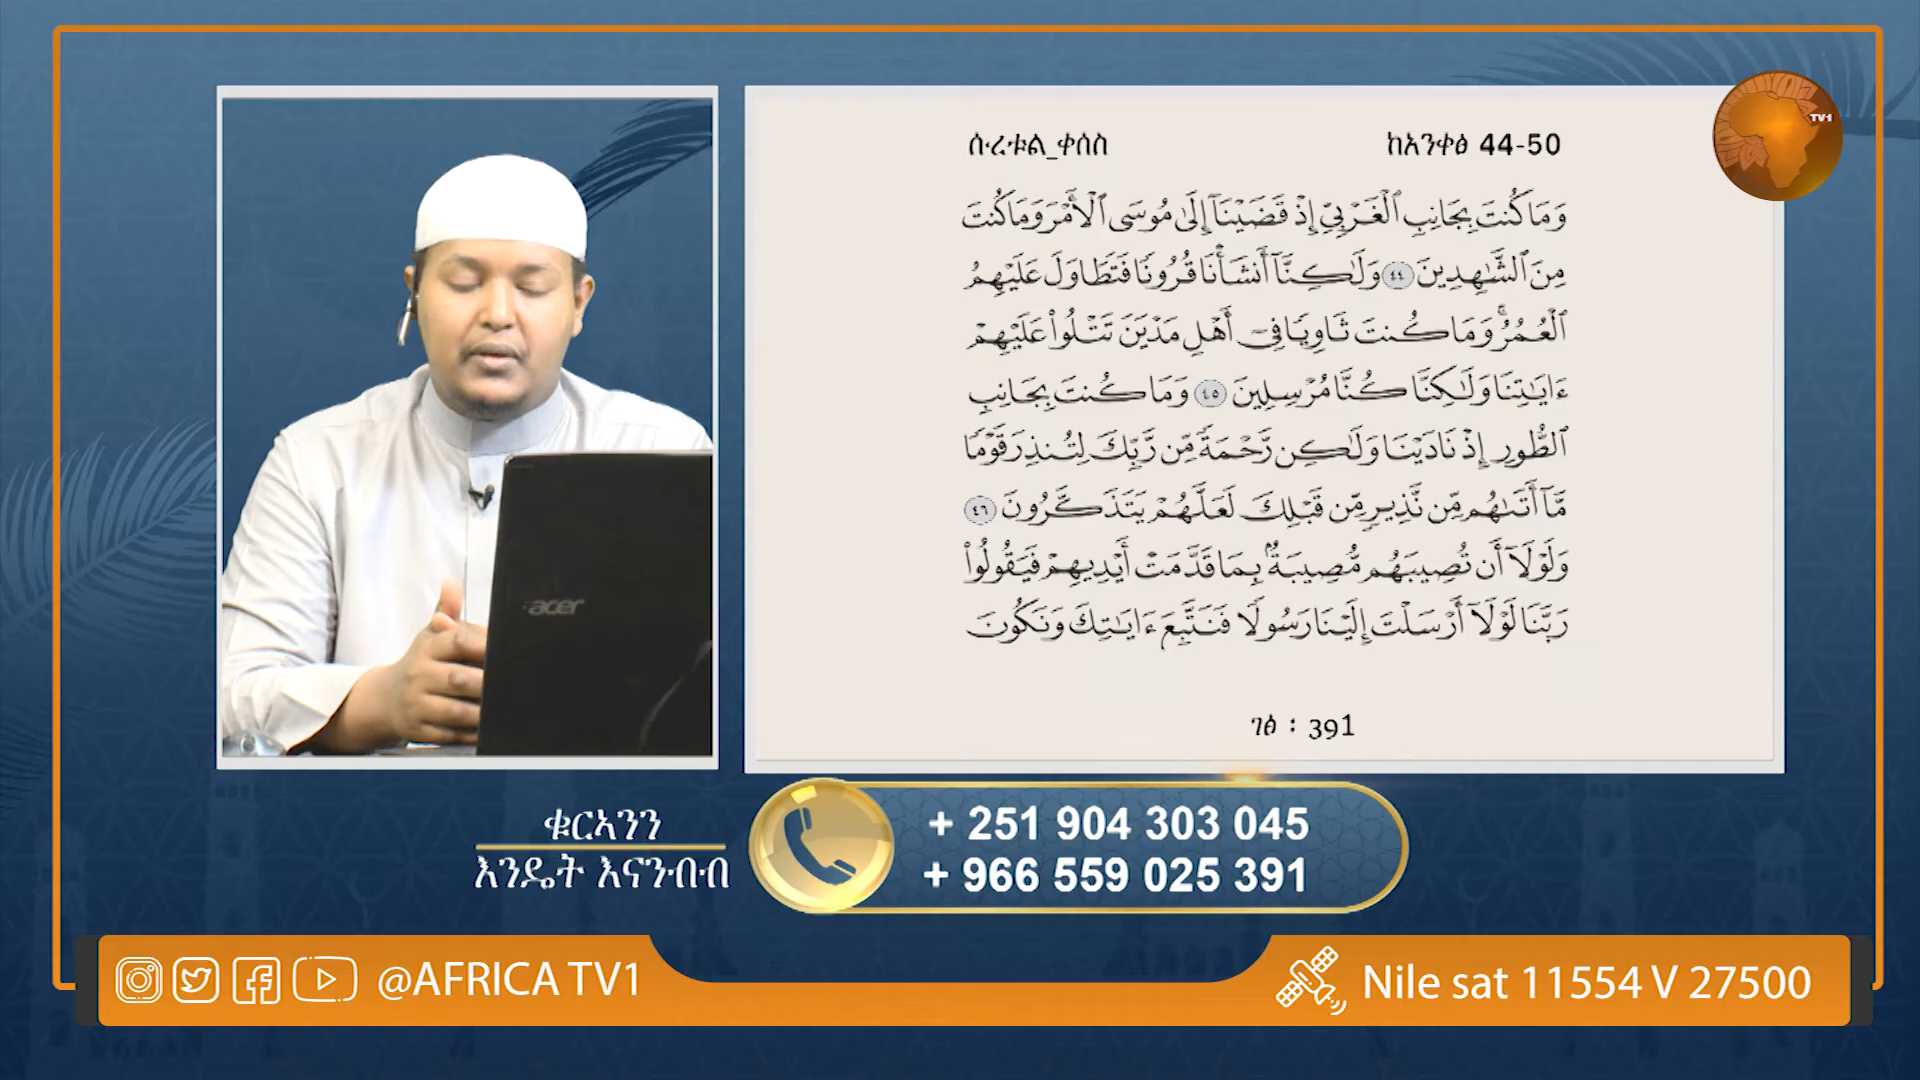 TV1
ሱረቱል_ቀሰስ
ከአንቀፅ 44-50
وَمَا كُنتَ بِجَانِبِ ٱلْغَرْبِىِّ إِذْ قَضَيْنَآ إِلَىٰ مُوسَى ٱلْأَمْرَ وَمَا كُنتَ
مِنَ ٱلشَّـٰهِدِينَ ٤٤ وَلَـٰكِنَّآ أَنشَأْنَا قُرُونًا فَتَطَاوَلَ عَلَيْهِمُ
ٱلْعُمُرُ ۚ وَمَا كُنتَ ثَاوِيًا فِىٓ أَهْلِ مَدْيَنَ تَتْلُوا۟ عَلَيْهِمْ
ءَايَـٰتِنَا وَلَـٰكِنَّا كُنَّا مُرْسِلِينَ ٤٥ وَمَا كُنتَ بِجَانِبِ
ٱلطُّورِ إِذْ نَادَيْنَا وَلَـٰكِن رَّحْمَةً مِّن رَّبِّكَ لِتُنذِرَ قَوْمًا
مَّآ أَتَىٰهُم مِّن نَّذِيرٍ مِّن قَبْلِكَ لَعَلَّهُمْ يَتَذَكَّرُونَ ٤٦
وَلَوْلَآ أَن تُصِيبَهُم مُّصِيبَةٌۢ بِمَا قَدَّمَتْ أَيْدِيهِمْ فَيَقُولُوا۟
رَبَّنَا لَوْلَآ أَرْسَلْتَ إِلَيْنَا رَسُولًا فَنَتَّبِعَ ءَايَـٰتِكَ وَنَكُونَ
ገፅ : 391
acer
ቁርኣንን
እንዴት እናንብብ
+ 251 904 303 045
+ 966 559 025 391
@AFRICA TV1
Nile sat 11554 V 27500